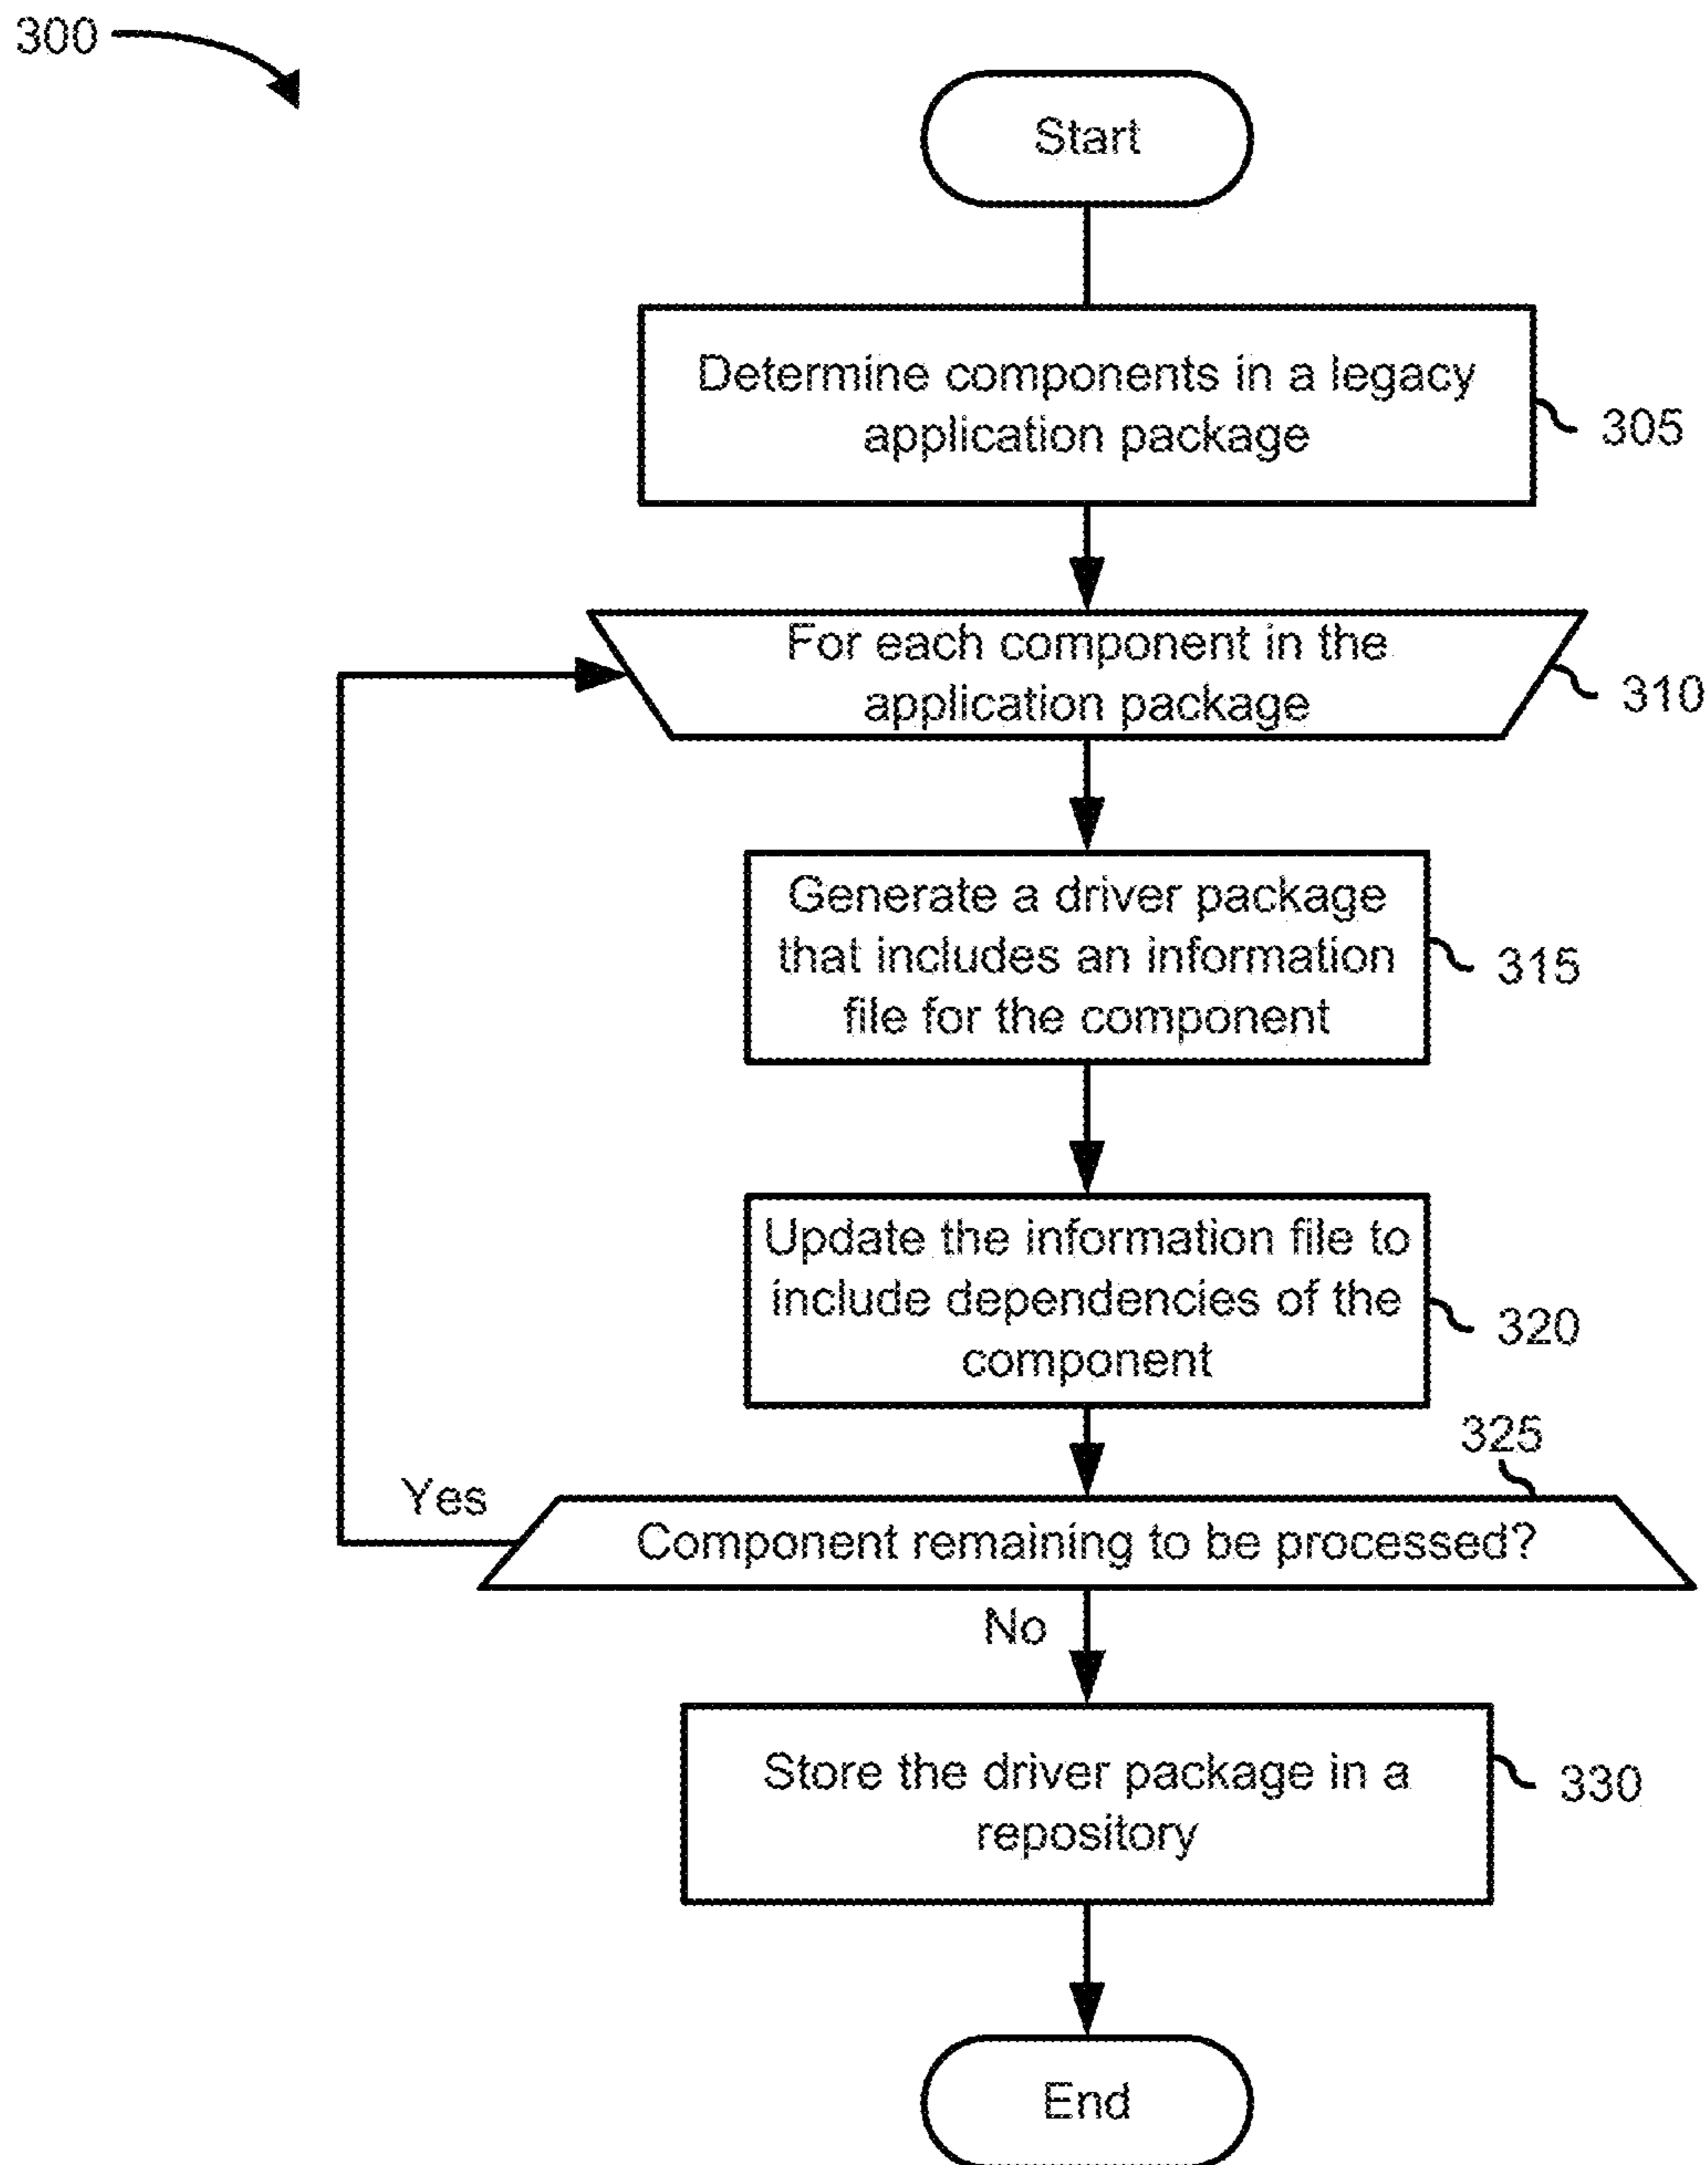 300
Start
Determine components in a legacy
application package
305
For each component in the
application package
310
Generate a driver package
that includes an information
file for the component
315
Update the information file to
include dependencies of the
component
320
325
Yes
Component remaining to be processed?
No
Store the driver package in a
repository
330
End